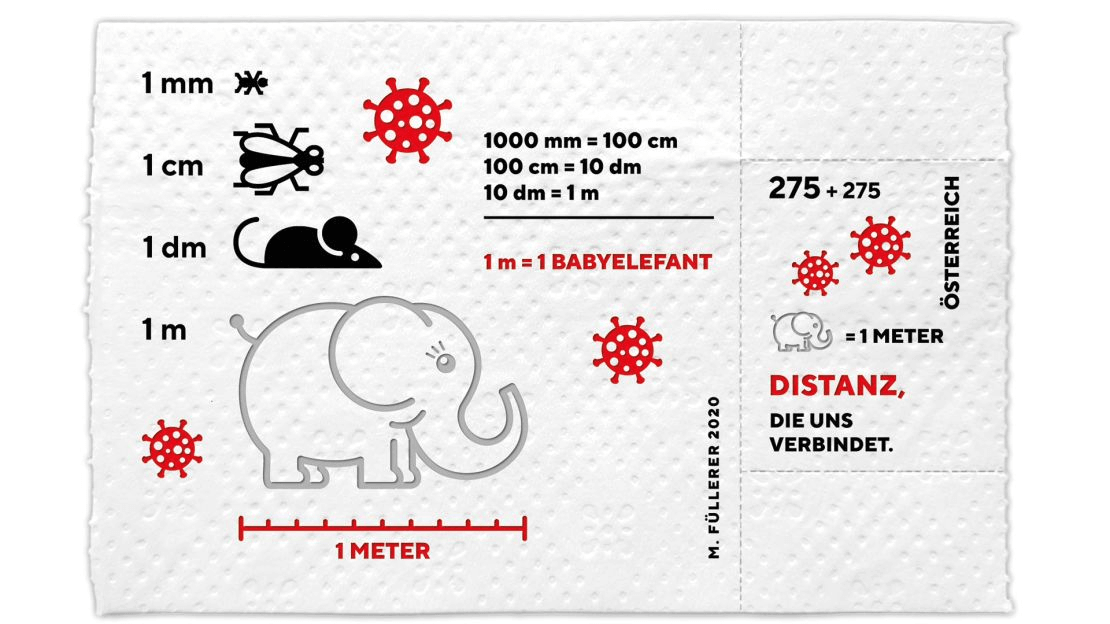 1 mm
1 cm
1 dm
1 m
1000 mm = 100 cm
100 cm = 10 dm
10 dm = 1 m
1 m = 1 BABYELEFANT
1 METER
M. FÜLLERER 2020
275 + 275
ÖSTERREICH
= 1 METER
DISTANZ,
DIE UNS
VERBINDET.